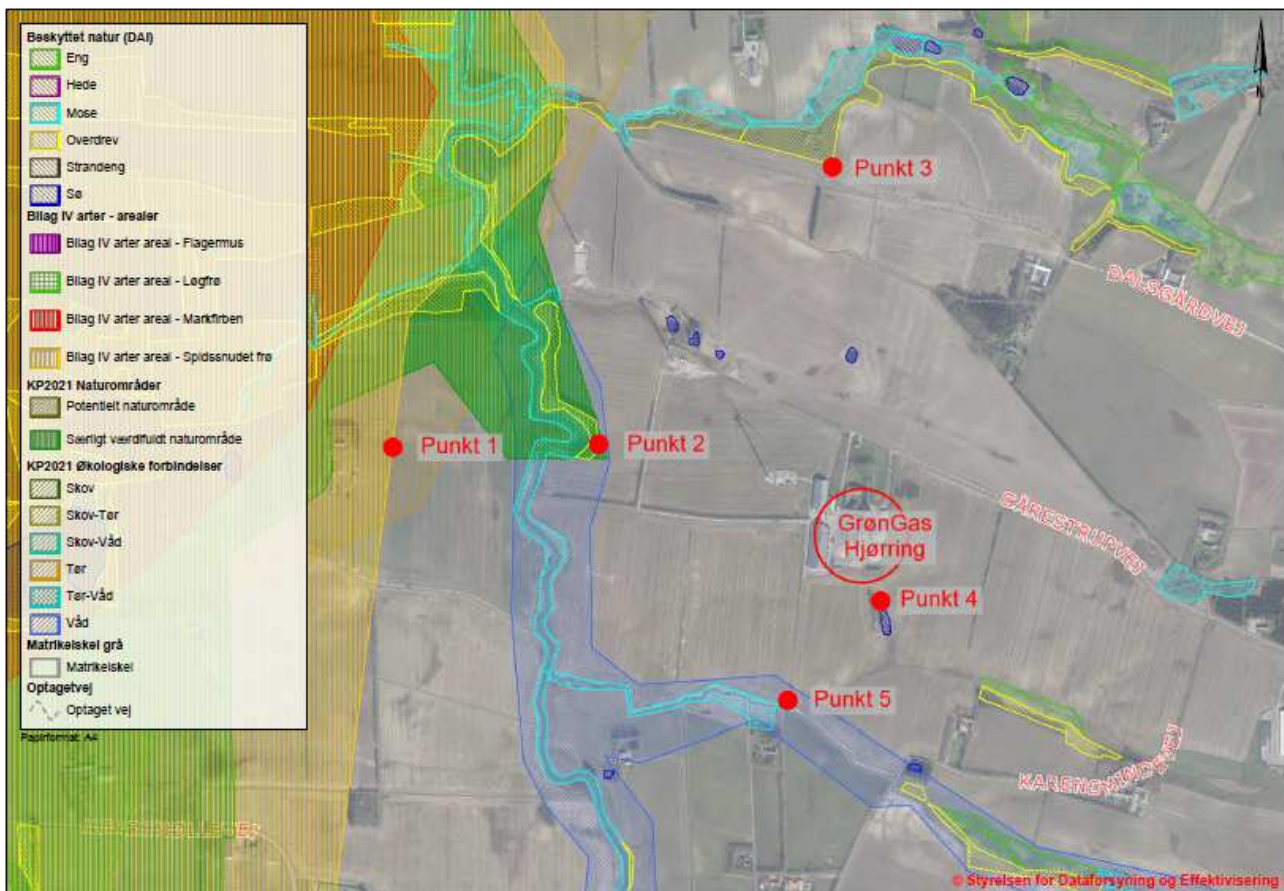 Beskyttet natur (DAI)
Eng
Hede
Mose
Overdrev
Strandeng
Sø
Bilag IV arter - arealer
Bilag IV arter areal - Flagermus
Bilag IV arter areal - Løgfrø
Bilag IV arter areal - Markfirben
Bilag IV arter areal - Spidssnudet frø
KP2021 Naturområder
Potentielt naturområde
Særligt værdifuldt naturområde
KP2021 Økologiske forbindelser
Skov
Skov-Tør
Skov-Våd
Tør
Tør-Våd
Våd
Matrikelskel grå
Matrikelskel
Optagetvej
Optaget vej
Papirformat: A4
Punkt 3
DALSGÅRDVEJ
Punkt 1
Punkt 2
GÅRESTRUPVEJ
GrønGas
Hjørring
Punkt 4
Punkt 5
© Styrelsen for Dataforsyning og Effektivisering